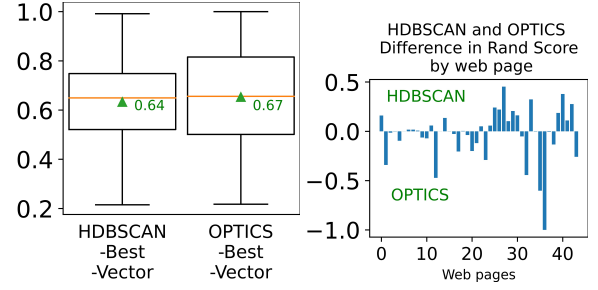 1.0
0.8
0.6
0.4
0.2
0.64
0.67
HDBSCAN
-Best
-Vector
OPTICS
-Best
-Vector
HDBSCAN and OPTICS
Difference in Rand Score
by web page
0.5
0.0
−0.5
−1.0
HDBSCAN
OPTICS
0 10 20 30 40
Web pages